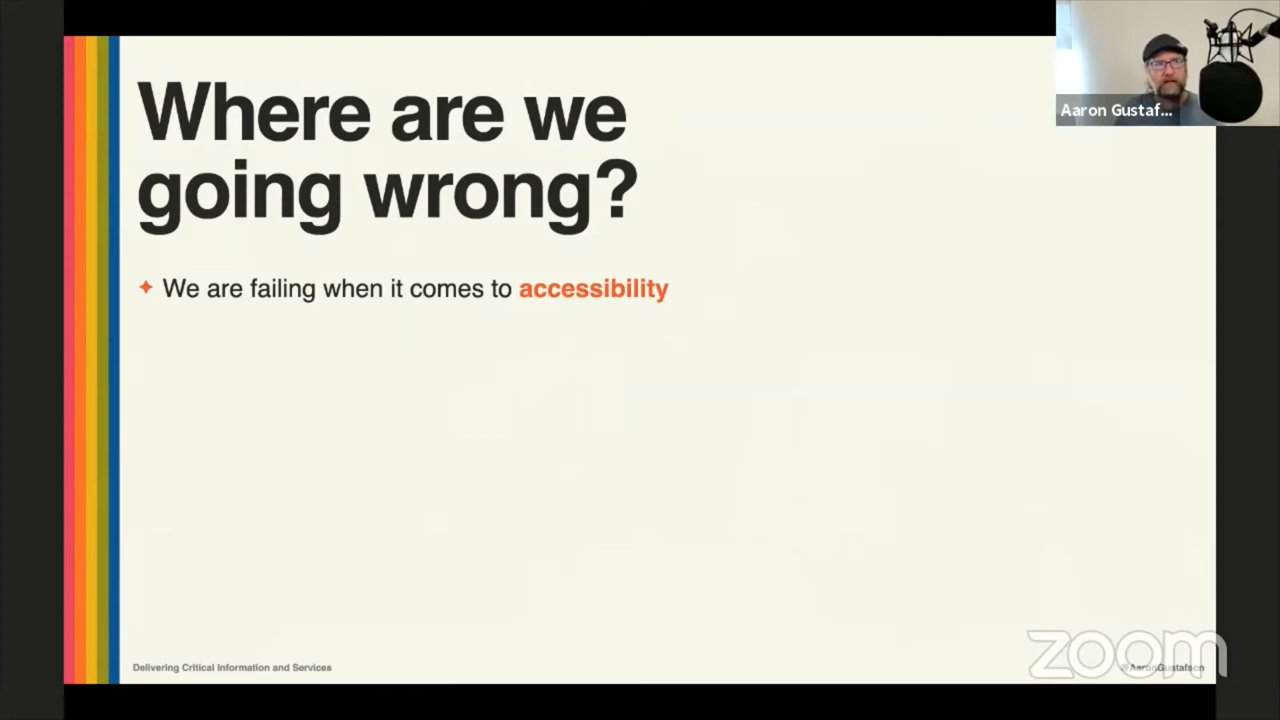 Where are we
going wrong?
✦ We are failing when it comes to accessibility
Aaron Gustaf...
Delivering Critical Information and Services
@AaronGustafson
zoom